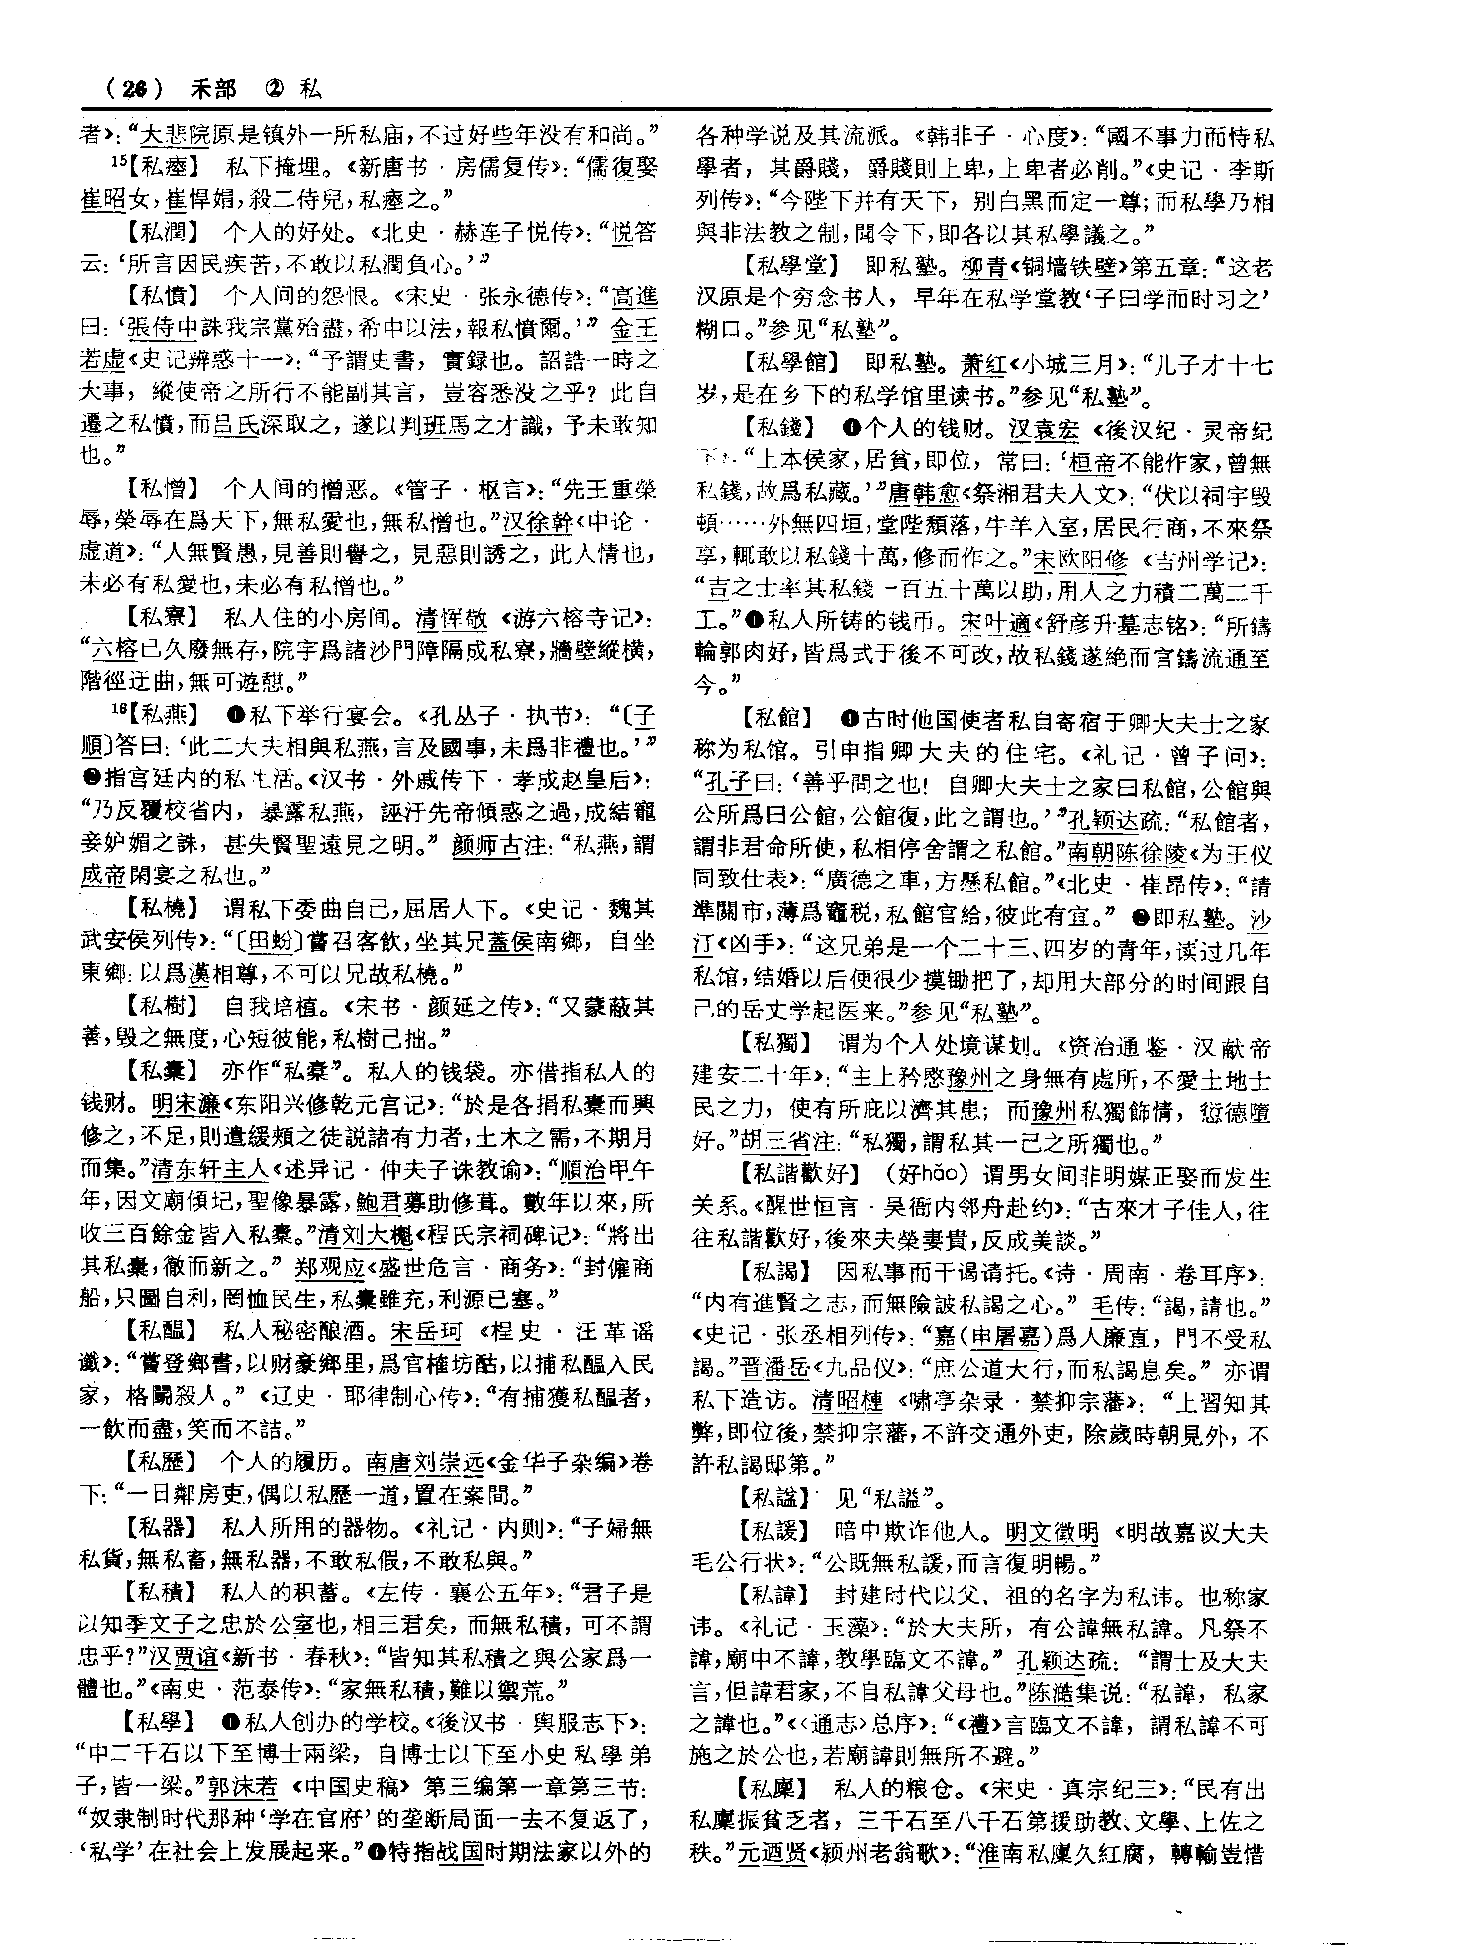 （26） 禾部 ② 私
者》：“大悲院原是镇外一所私庙，不过好些年没有和尚。”
15【私瘞】 私下掩埋。《新唐书·房儒复传》：“儒復娶
崔昭女，崔悍媢，殺二侍兒，私瘞之。”
【私潤】 个人的好处。《北史·赫连子悦传》：“悦答
云：‘所言因民疾苦，不敢以私潤負心。’”
【私憤】 个人间的怨恨。《宋史·张永德传》：“高進
曰：‘張侍中誅我宗黨殆盡，希中以法，報私憤爾。’”金王
若虚《史记辨惑十一》：“予謂史書，實録也。詔誥一時之
大事，縱使帝之所行不能副其言，豈容悉没之乎？此自
遷之私憤，而吕氏深取之，遂以判班馬之才識，予未敢知
也。”
【私憎】 个人间的憎恶。《管子·枢言》：“先王重榮
辱，榮辱在爲天下，無私愛也，無私憎也。”汉徐幹《中论·
虚道》：“人無賢愚，見善則譽之，見惡則謗之，此人情也，
未必有私愛也，未必有私憎也。”
【私寮】 私人住的小房间。清恽敬《游六榕寺记》：
“六榕已久廢無存，院宇爲諸沙門障隔成私寮，牆壁縱横，
階徑迂曲，無可遊憇。”
16【私燕】 ❶私下举行宴会。《孔丛子·执节》：“〔子
順〕答曰：‘此二大夫相與私燕，言及國事，未爲非禮也。’”
❷指宫廷内的私生活。《汉书·外戚传下·孝成赵皇后》：
“乃反覆校省内，暴露私燕，誣汙先帝傾惑之過，成結寵
妾妒媚之誅，甚失賢聖遠見之明。”颜师古注：“私燕，謂
成帝閑宴之私也。”
【私橈】 谓私下委曲自己，屈居人下。《史记·魏其
武安侯列传》：“〔田蚡〕嘗召客飲，坐其兄蓋侯南鄉，自坐
東鄉：以爲漢相尊，不可以兄故私橈。”
【私樹】 自我培植。《宋书·颜延之传》：“又蒙蔽其
善，毁之無度，心短彼能，私樹己拙。”
【私橐】 亦作“私槖”。私人的钱袋。亦借指私人的
钱财。明宋濂《东阳兴修乾元宫记》：“於是各捐私橐而興
修之，不足，則遣緩頰之徒説諸有力者，土木之需，不期月
而集。”清东轩主人《述异记·仲夫子诛教谕》：“順治甲午
年，因文廟傾圮，聖像暴露，鮑君募助修葺。數年以來，所
收三百餘金皆入私橐。”清刘大櫆《程氏宗祠碑记》：“將出
其私橐，徹而新之。”郑观应《盛世危言·商务》：“封僱商
船，只圖自利，罔恤民生，私橐雖充，利源已塞。”
【私醖】 私人秘密酿酒。宋岳珂《桯史·汪革谣
谶》：“嘗登鄉書，以财豪鄉里，爲官榷坊酤，以捕私醖入民
家，格鬭殺人。”《辽史·耶律制心传》：“有捕獲私醖者，
一飲而盡，笑而不詰。”
【私歷】 个人的履历。南唐刘崇远《金华子杂编》卷
下：“一日鄰房吏，偶以私歷一道，置在案間。”
【私器】 私人所用的器物。《礼记·内则》：“子婦無
私貨，無私畜，無私器，不敢私假，不敢私與。”
【私積】 私人的积蓄。《左传·襄公五年》：“君子是
以知季文子之忠於公室也，相三君矣，而無私積，可不謂
忠乎？”汉贾谊《新书·春秋》：“皆知其私積之與公家爲一
體也。”《南史·范泰传》：“家無私積，難以禦荒。”
【私學】 ❶私人创办的学校。《後汉书·舆服志下》：
“中二千石以下至博士兩梁，自博士以下至小史私學弟
子，皆一梁。”郭沫若《中国史稿》第三编第一章第三节：
“奴隶制时代那种‘学在官府’的垄断局面一去不复返了，
‘私学’在社会上发展起来。”❷特指战国时期法家以外的
各种学说及其流派。《韩非子·心度》：“國不事力而恃私
學者，其爵賤，爵賤則上卑，上卑者必削。”《史记·李斯
列传》：“今陛下并有天下，别白黑而定一尊；而私學乃相
與非法教之制，聞令下，即各以其私學議之。”
【私學堂】 即私塾。柳青《铜墙铁壁》第五章：“这老
汉原是个穷念书人，早年在私学堂教‘子曰学而时习之’
糊口。”参见“私塾”。
【私學館】 即私塾。萧红《小城三月》：“儿子才十七
岁，是在乡下的私学馆里读书。”参见“私塾”。
【私錢】 ❶个人的钱财。汉袁宏《後汉纪·灵帝纪
下》：“上本侯家，居貧，即位，常曰：‘桓帝不能作家，曾無
私錢，故爲私藏。’”唐韩愈《祭湘君夫人文》：“伏以祠宇毁
頓……外無四垣，堂陛頽落，牛羊入室，居民行商，不來祭
享，輒敢以私錢十萬，修而作之。”宋欧阳修《吉州学记》：
“吉之士率其私錢一百五十萬以助，用人之力積二萬二千
工。”❷私人所铸的钱币。宋叶適《舒彦升墓志铭》：“所鑄
輪郭肉好，皆爲式于後不可改，故私錢遂絶而官鑄流通至
今。”
【私館】 ❶古时他国使者私自寄宿于卿大夫士之家
称为私馆。引申指卿大夫的住宅。《礼记·曾子问》：
“孔子曰：‘善乎問之也！自卿大夫士之家曰私館，公館與
公所爲曰公館，公館復，此之謂也。’”孔颖达疏：“私館者，
謂非君命所使，私相停舍謂之私館。”南朝陈徐陵《为王仪
同致仕表》：“廣德之車，方懸私館。”《北史·崔昂传》：“請
準關市，薄爲竈税，私館官給，彼此有宜。”❷即私塾。沙
汀《凶手》：“这兄弟是一个二十三、四岁的青年，读过几年
私馆，结婚以后便很少摸锄把了，却用大部分的时间跟自
己的岳丈学起医来。”参见“私塾”。
【私獨】 谓为个人处境谋划。《资治通鉴·汉献帝
建安二十年》：“主上矜愍豫州之身無有處所，不愛土地士
民之力，使有所庇以濟其患；而豫州私獨飾情，愆德墮
好。”胡三省注：“私獨，謂私其一己之所獨也。”
【私諧歡好】 （好hǎo）谓男女间非明媒正娶而发生
关系。《醒世恒言·吴衙内邻舟赴约》：“古來才子佳人，往
往私諧歡好，後來夫榮妻貴，反成美談。”
【私謁】 因私事而干谒请托。《诗·周南·卷耳序》：
“内有進賢之志，而無險詖私謁之心。”毛传：“謁，請也。”
《史记·张丞相列传》：“嘉（申屠嘉）爲人廉直，門不受私
謁。”晋潘岳《九品仪》：“庶公道大行，而私謁息矣。”亦谓
私下造访。清昭槤《啸亭杂录·禁抑宗藩》：“上習知其
弊，即位後，禁抑宗藩，不許交通外吏，除歲時朝見外，不
許私謁邸第。”
【私諡】 见“私謚”。
【私諼】 暗中欺诈他人。明文徵明《明故嘉议大夫
毛公行状》：“公既無私諼，而言復明暢。”
【私諱】 封建时代以父、祖的名字为私讳。也称家
讳。《礼记·玉藻》：“於大夫所，有公諱無私諱。凡祭不
諱，廟中不諱，教學臨文不諱。”孔颖达疏：“謂士及大夫
言，但諱君家，不自私諱父母也。”陈澔集说：“私諱，私家
之諱也。”《〈通志〉总序》：“《禮》言臨文不諱，謂私諱不可
施之於公也，若廟諱則無所不避。”
【私廪】 私人的粮仓。《宋史·真宗纪三》：“民有出
私廪振貧乏者，三千石至八千石第援助教、文學、上佐之
秩。”元迺贤《颍州老翁歌》：“淮南私廪久紅腐，轉輸豈惜